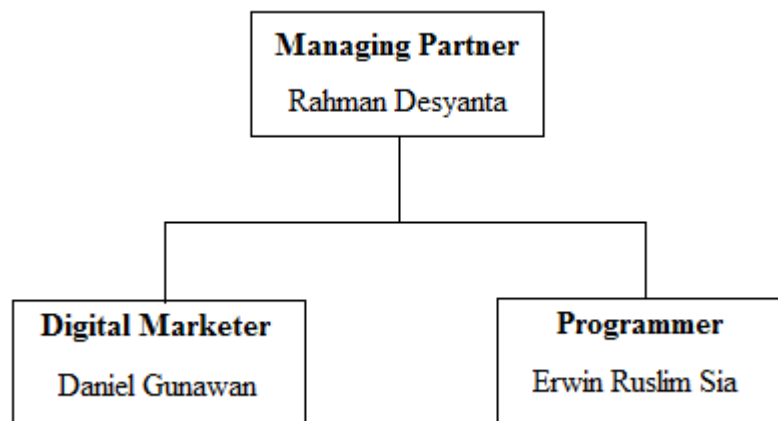 Managing Partner
Rahman Desyanta
Digital Marketer
Daniel Gunawan
Programmer
Erwin Ruslim Sia